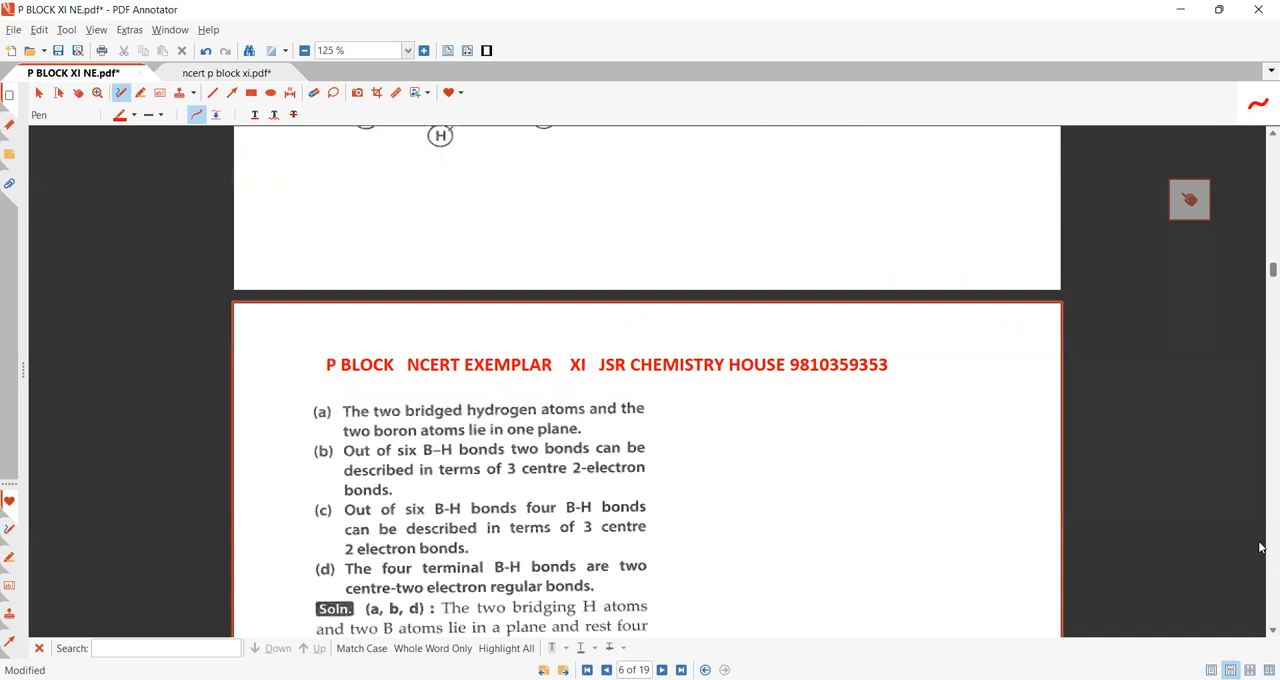 P BLOCK XI NE.pdf* - PDF Annotator
File Edit Tool View Extras Window Help
125 %
P BLOCK XI NE.pdf* ncert p block xi.pdf*
Pen
H
P BLOCK NCERT EXEMPLAR XI JSR CHEMISTRY HOUSE 9810359353
(a) The two bridged hydrogen atoms and the
two boron atoms lie in one plane.
(b) Out of six B–H bonds two bonds can be
described in terms of 3 centre 2-electron
bonds.
(c) Out of six B-H bonds four B-H bonds
can be described in terms of 3 centre
2 electron bonds.
(d) The four terminal B-H bonds are two
centre-two electron regular bonds.
Soln. (a, b, d) : The two bridging H atoms
and two B atoms lie in a plane and rest four
Search: Down Up Match Case Whole Word Only Highlight All
6 of 19
Modified